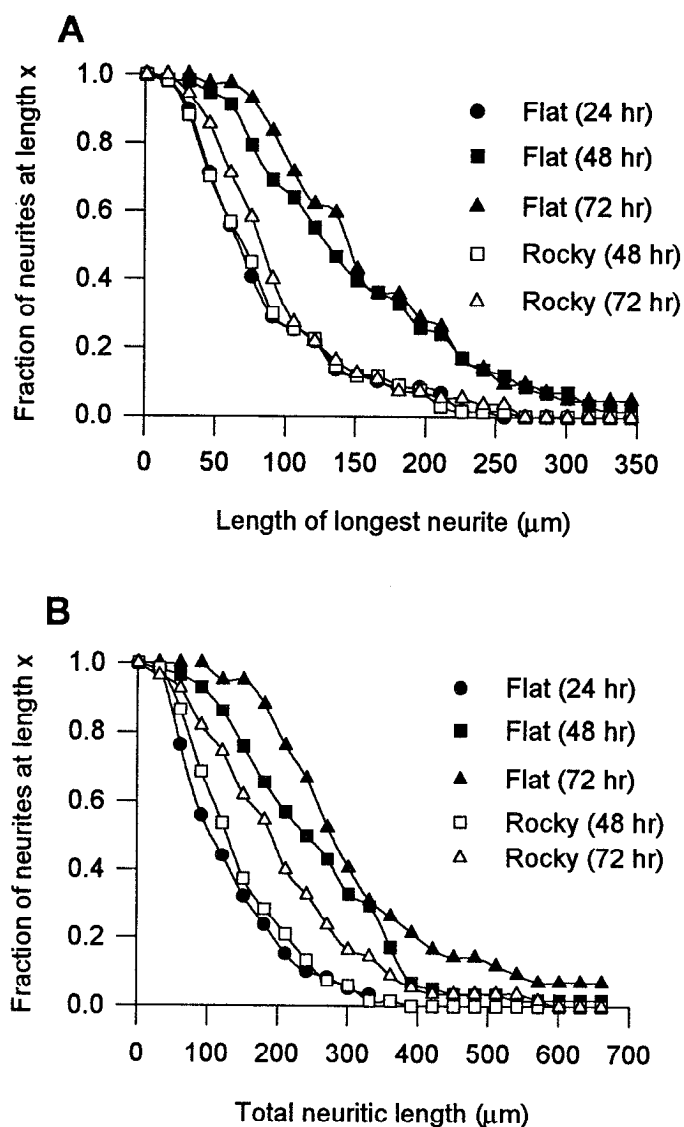 A
Fraction of neurites at length x
1.0
0.8
0.6
0.4
0.2
0.0
Flat (24 hr)
Flat (48 hr)
Flat (72 hr)
Rocky (48 hr)
Rocky (72 hr)
0 50 100 150 200 250 300 350
Length of longest neurite (μm)
B
Fraction of neurites at length x
1.0
0.8
0.6
0.4
0.2
0.0
Flat (24 hr)
Flat (48 hr)
Flat (72 hr)
Rocky (48 hr)
Rocky (72 hr)
0 100 200 300 400 500 600 700
Total neuritic length (μm)